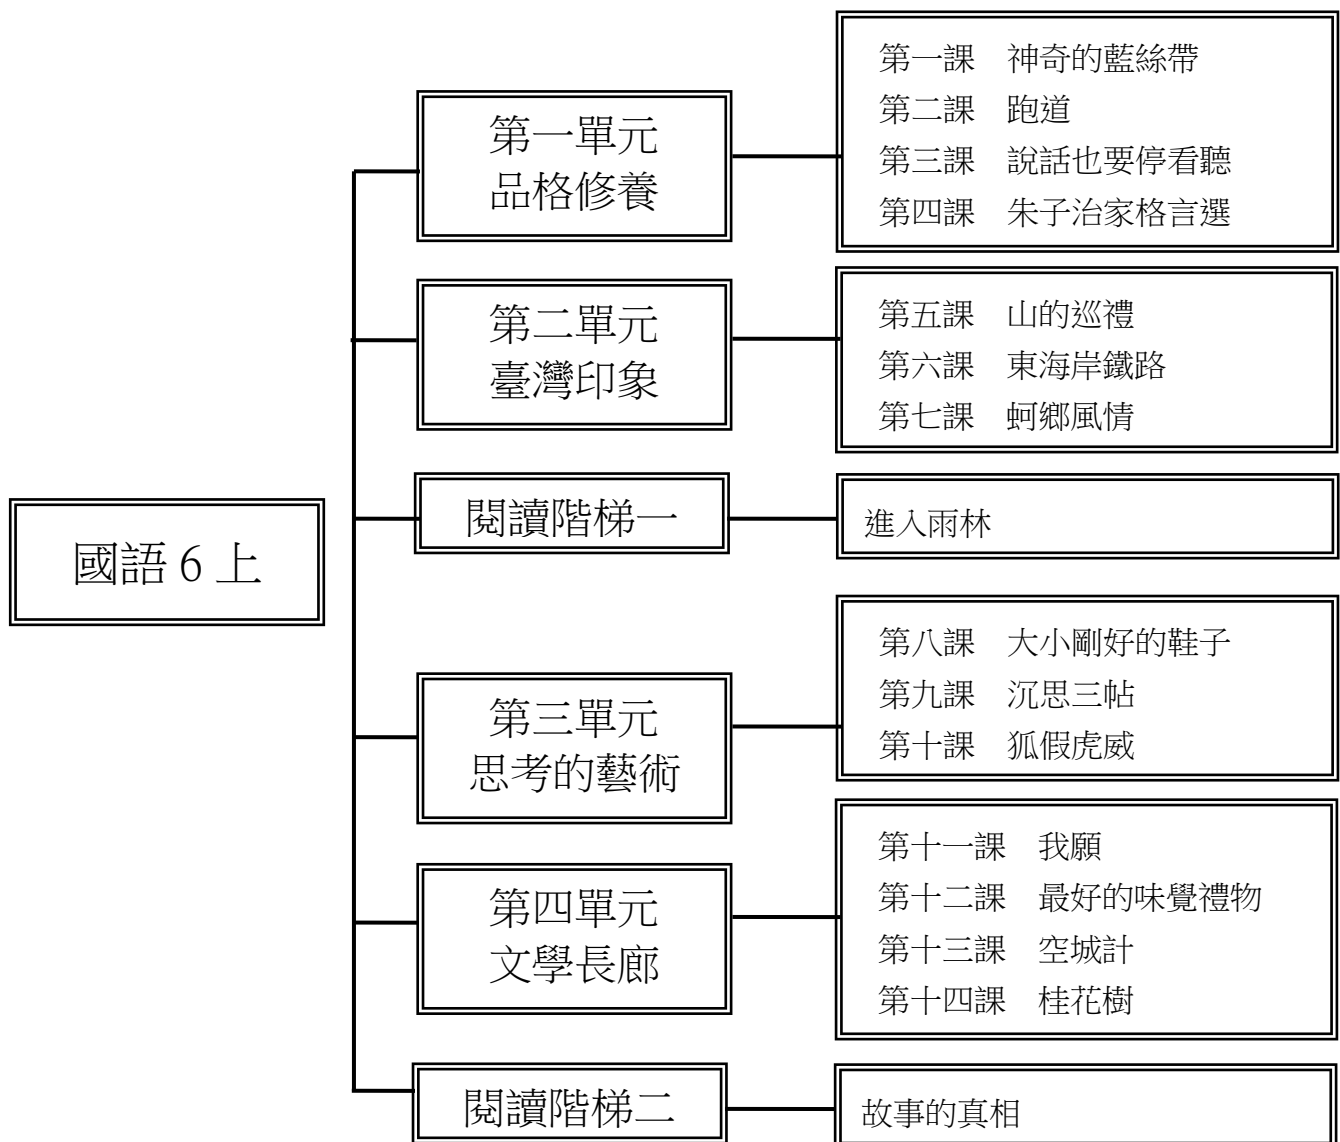 國語 6 上
第一單元
品格修養
第一課　神奇的藍絲帶
第二課　跑道
第三課　說話也要停看聽
第四課　朱子治家格言選
第二單元
臺灣印象
第五課　山的巡禮
第六課　東海岸鐵路
第七課　蚵鄉風情
閱讀階梯一
進入雨林
第三單元
思考的藝術
第八課　大小剛好的鞋子
第九課　沉思三帖
第十課　狐假虎威
第四單元
文學長廊
第十一課　我願
第十二課　最好的味覺禮物
第十三課　空城計
第十四課　桂花樹
閱讀階梯二
故事的真相